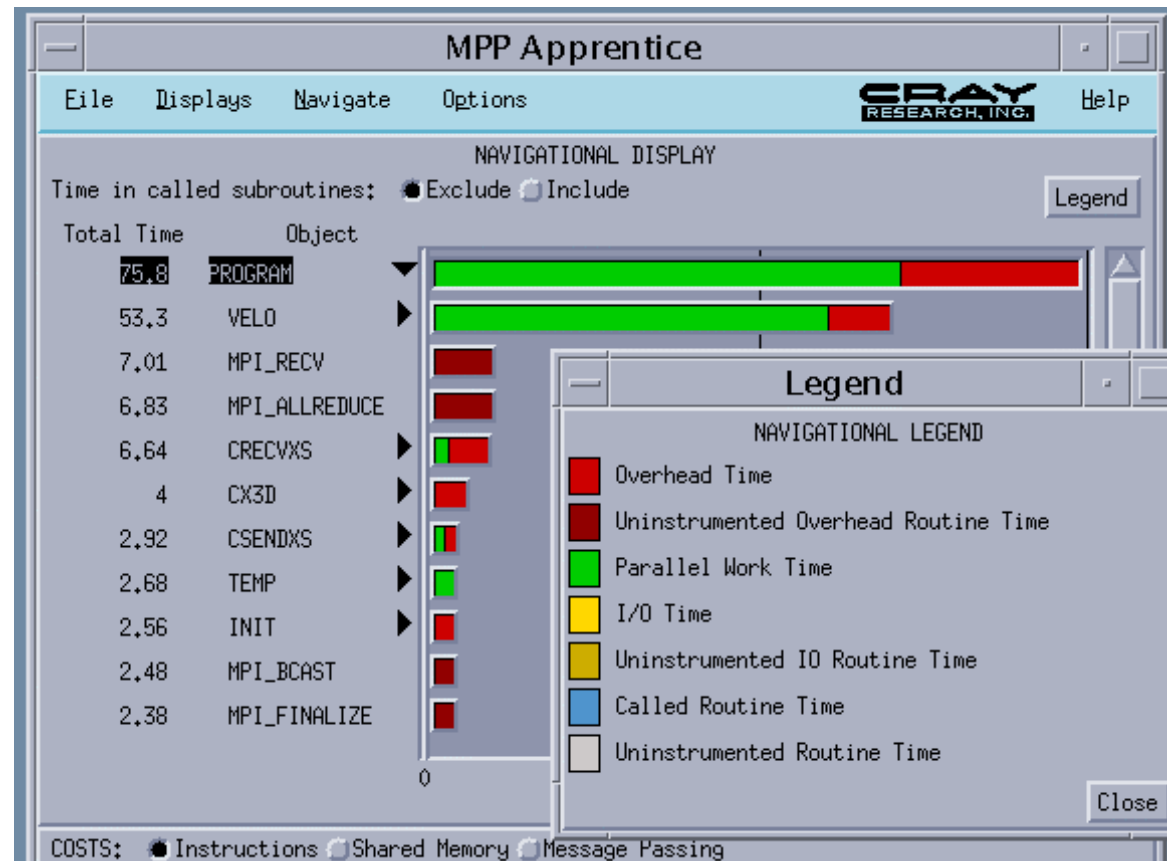 MPP Apprentice
File Displays Navigate Options CRAY RESEARCH, INC. Help
NAVIGATIONAL DISPLAY
Time in called subroutines: Exclude Include
Legend
Total Time Object
75.8 PROGRAM
53.3 VELO
7.01 MPI_RECV
6.83 MPI_ALLREDUCE
6.64 CRECVXS
4 CX3D
2.92 CSENDXS
2.68 TEMP
2.56 INIT
2.48 MPI_BCAST
2.38 MPI_FINALIZE
0
Legend
NAVIGATIONAL LEGEND
Overhead Time
Uninstrumented Overhead Routine Time
Parallel Work Time
I/O Time
Uninstrumented IO Routine Time
Called Routine Time
Uninstrumented Routine Time
Close
COSTS: Instructions Shared Memory Message Passing